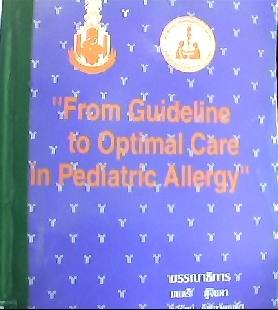 "From Guideline
to Optimal Care
in Pediatric Allergy"
บรรณาธิการ